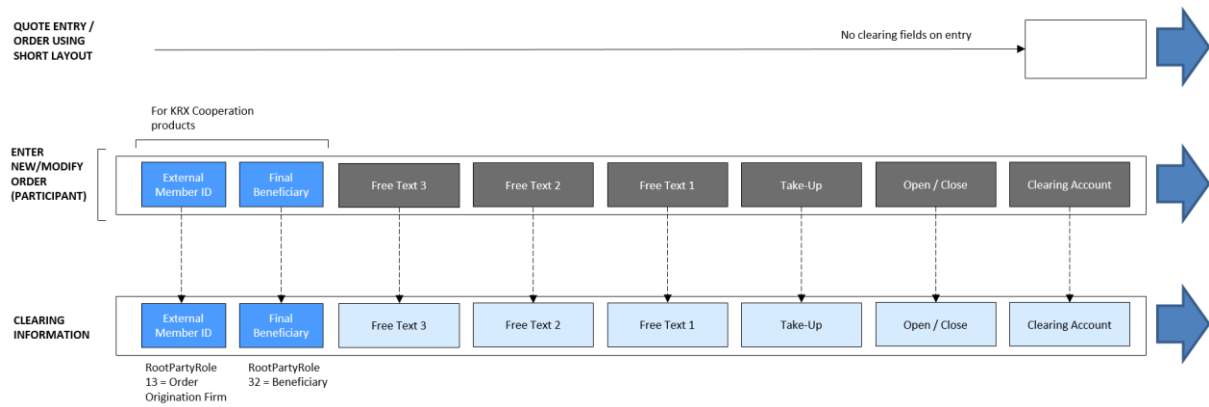 QUOTE ENTRY /
ORDER USING
SHORT LAYOUT
No clearing fields on entry
For KRX Cooperation
products
ENTER
NEW/MODIFY
ORDER
(PARTICIPANT)
External
Member ID
Final
Beneficiary
Free Text 3
Free Text 2
Free Text 1
Take-Up
Open / Close
Clearing Account
CLEARING
INFORMATION
External
Member ID
Final
Beneficiary
Free Text 3
Free Text 2
Free Text 1
Take-Up
Open / Close
Clearing Account
RootPartyRole
13 = Order
Origination Firm
RootPartyRole
32 = Beneficiary